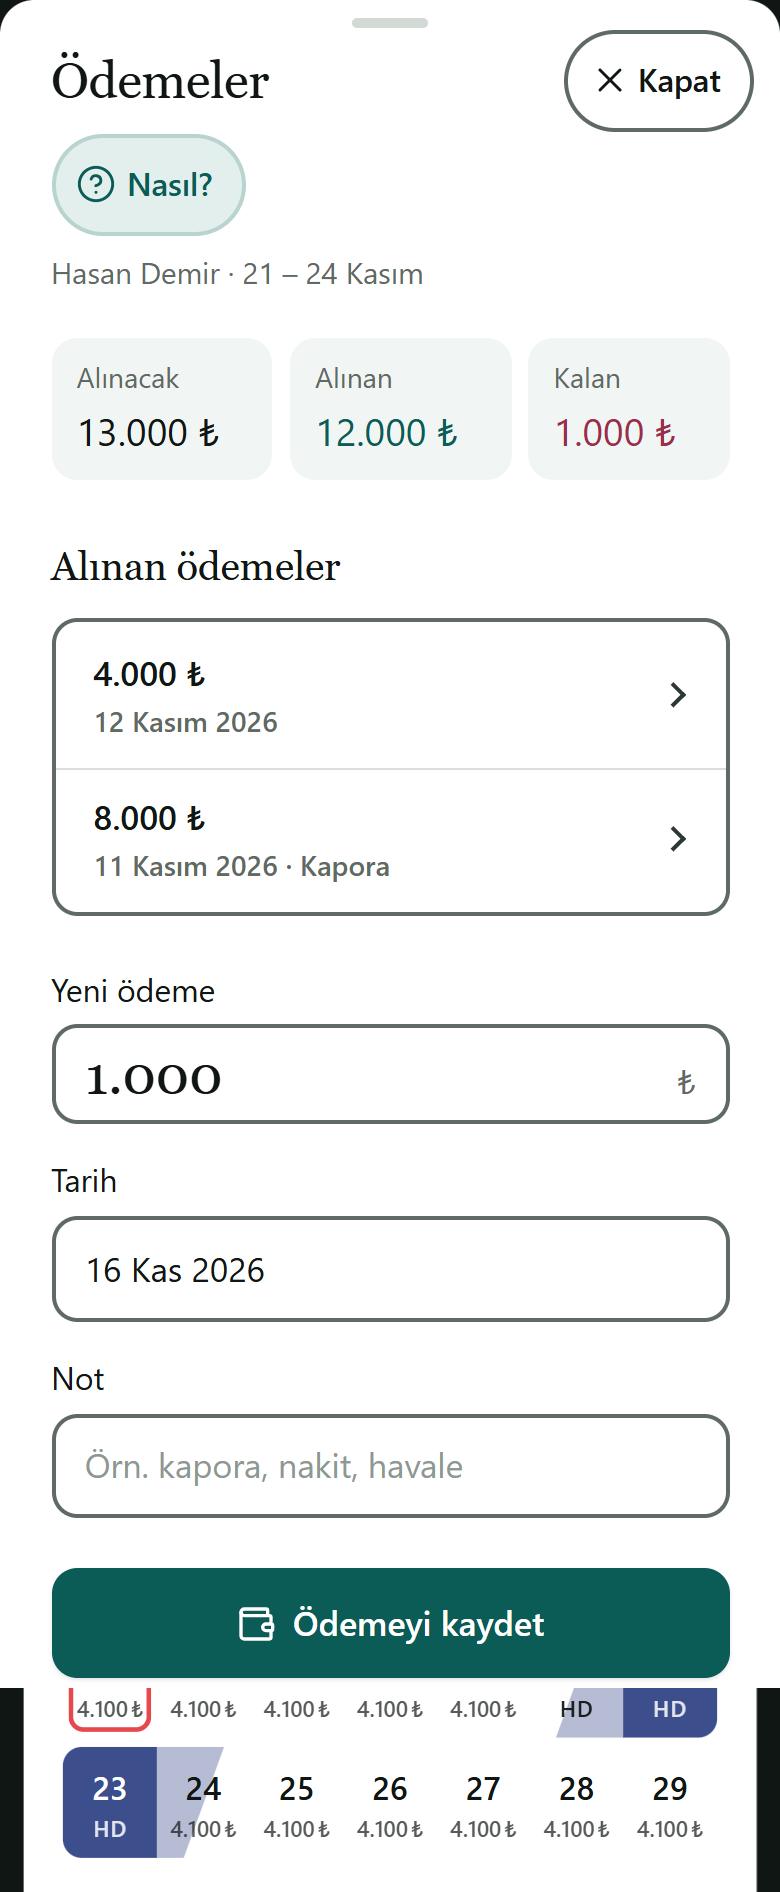 Ödemeler
Kapat
Nasıl?
Hasan Demir · 21 – 24 Kasım
Alınacak Alınan Kalan
13.000 ₺ 12.000 ₺ 1.000 ₺
Alınan ödemeler
4.000 ₺
12 Kasım 2026
8.000 ₺
11 Kasım 2026 · Kapora
Yeni ödeme
1.000 ₺
Tarih
16 Kas 2026
Not
Örn. kapora, nakit, havale
Ödemeyi kaydet
4.100 ₺ 4.100 ₺ 4.100 ₺ 4.100 ₺ 4.100 ₺ HD HD
23 24 25 26 27 28 29
HD 4.100 ₺ 4.100 ₺ 4.100 ₺ 4.100 ₺ 4.100 ₺ 4.100 ₺